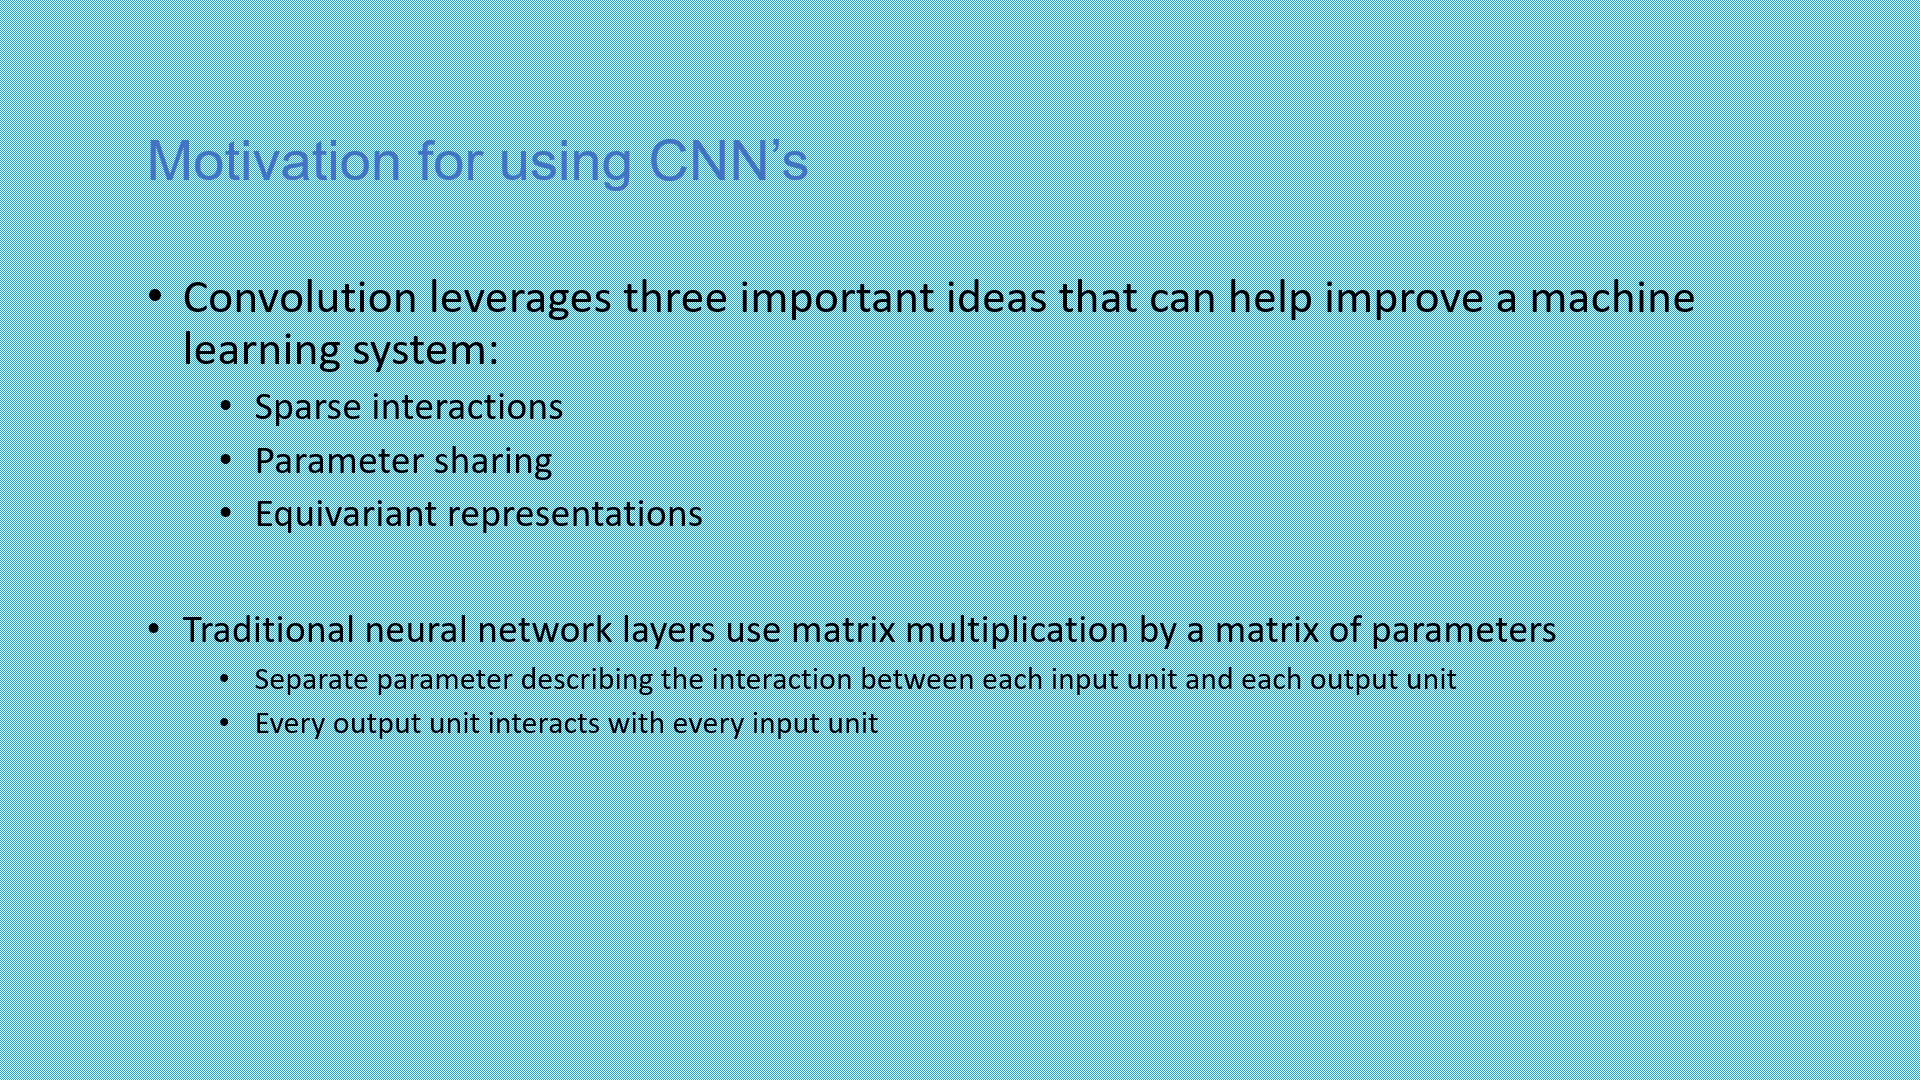 Motivation for using CNN’s
• Convolution leverages three important ideas that can help improve a machine
learning system:
• Sparse interactions
• Parameter sharing
• Equivariant representations
• Traditional neural network layers use matrix multiplication by a matrix of parameters
• Separate parameter describing the interaction between each input unit and each output unit
• Every output unit interacts with every input unit